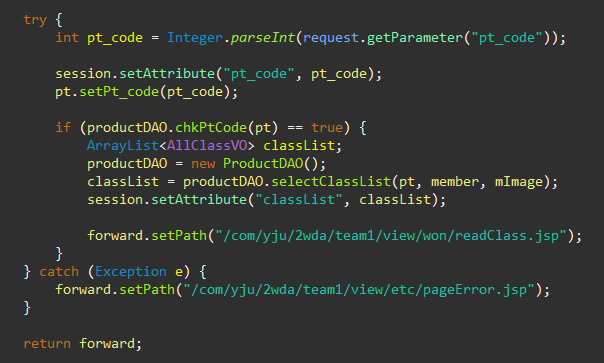 try {
int pt_code = Integer.parseInt(request.getParameter("pt_code"));
session.setAttribute("pt_code", pt_code);
pt.setPt_code(pt_code);
if (productDAO.chkPtCode(pt) == true) {
ArrayList<AllClassVO> classList;
productDAO = new ProductDAO();
classList = productDAO.selectClassList(pt, member, mImage);
session.setAttribute("classList", classList);
forward.setPath("/com/yju/2wda/team1/view/won/readClass.jsp");
}
} catch (Exception e) {
forward.setPath("/com/yju/2wda/team1/view/etc/pageError.jsp");
}
return forward;